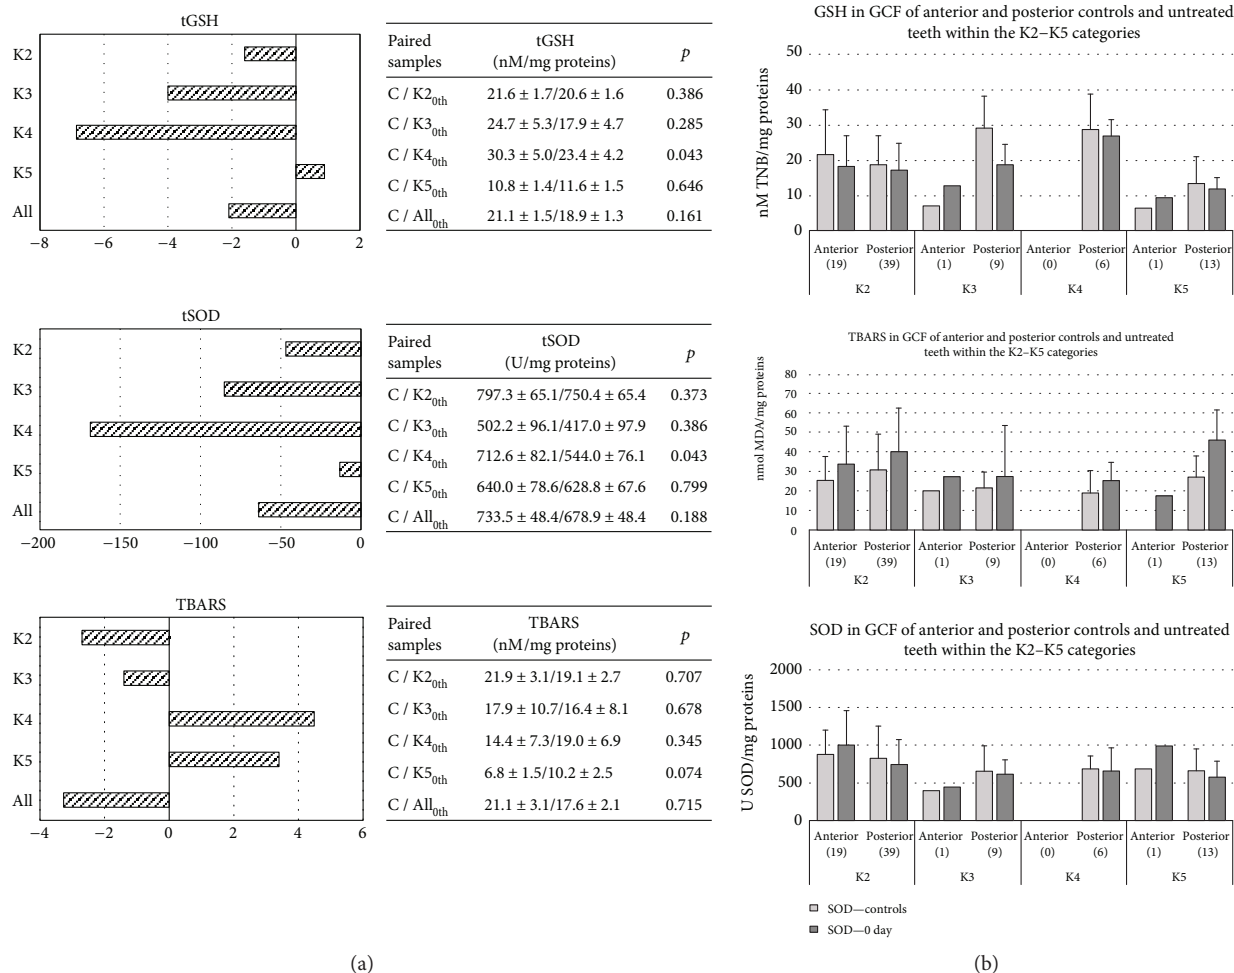 tGSH
K2
K3
K4
K5
All
−8 −6 −4 −2 0 2
Paired samples tGSH (nM/mg proteins) p
C / K20th 21.6 ± 1.7/20.6 ± 1.6 0.386
C / K30th 24.7 ± 5.3/17.9 ± 4.7 0.285
C / K40th 30.3 ± 5.0/23.4 ± 4.2 0.043
C / K50th 10.8 ± 1.4/11.6 ± 1.5 0.646
C / All0th 21.1 ± 1.5/18.9 ± 1.3 0.161
tSOD
K2
K3
K4
K5
All
−200 −150 −100 −50 0
Paired samples tSOD (U/mg proteins) p
C / K20th 797.3 ± 65.1/750.4 ± 65.4 0.373
C / K30th 502.2 ± 96.1/417.0 ± 97.9 0.386
C / K40th 712.6 ± 82.1/544.0 ± 76.1 0.043
C / K50th 640.0 ± 78.6/628.8 ± 67.6 0.799
C / All0th 733.5 ± 48.4/678.9 ± 48.4 0.188
TBARS
K2
K3
K4
K5
All
−4 −2 0 2 4 6
Paired samples TBARS (nM/mg proteins) p
C / K20th 21.9 ± 3.1/19.1 ± 2.7 0.707
C / K30th 17.9 ± 10.7/16.4 ± 8.1 0.678
C / K40th 14.4 ± 7.3/19.0 ± 6.9 0.345
C / K50th 6.8 ± 1.5/10.2 ± 2.5 0.074
C / All0th 21.1 ± 3.1/17.6 ± 2.1 0.715
(a)
GSH in GCF of anterior and posterior controls and untreated
teeth within the K2–K5 categories
nM TNB/mg proteins
50
40
30
20
10
0
Anterior Posterior Anterior Posterior Anterior Posterior Anterior Posterior
(19) (39) (1) (9) (0) (6) (1) (13)
K2 K3 K4 K5
TBARS in GCF of anterior and posterior controls and untreated
teeth within the K2–K5 categories
nmol MDA/mg proteins
80
70
60
50
40
30
20
10
0
Anterior Posterior Anterior Posterior Anterior Posterior Anterior Posterior
(19) (39) (1) (9) (0) (6) (1) (13)
K2 K3 K4 K5
SOD in GCF of anterior and posterior controls and untreated
teeth within the K2–K5 categories
U SOD/mg proteins
2000
1500
1000
500
0
Anterior Posterior Anterior Posterior Anterior Posterior Anterior Posterior
(19) (39) (1) (9) (0) (6) (1) (13)
K2 K3 K4 K5
SOD—controls
SOD—0 day
(b)